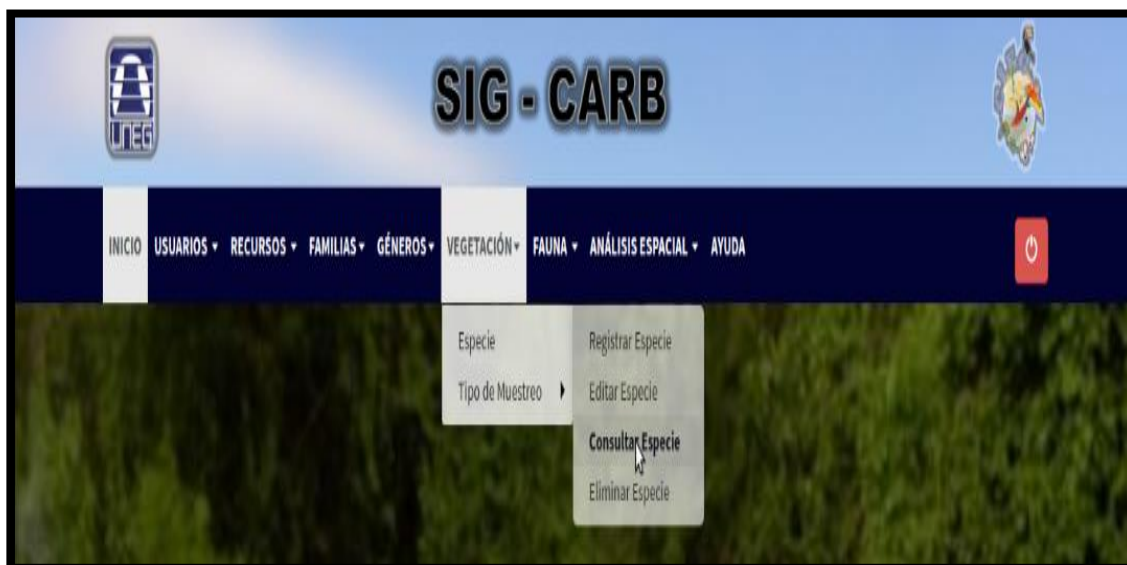 UNEG
SIG - CARB
INICIO USUARIOS RECURSOS FAMILIAS GÉNEROS VEGETACIÓN FAUNA ANÁLISIS ESPACIAL AYUDA
Especie
Tipo de Muestreo
Registrar Especie
Editar Especie
Consultar Especie
Eliminar Especie